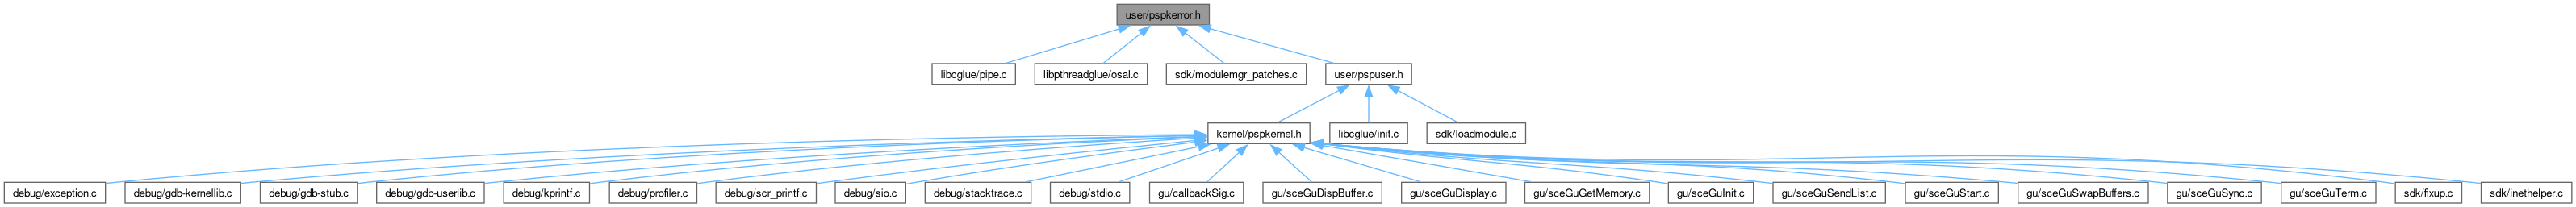 user/pspkerror.h
libcglue/pipe.c
libpthreadglue/osal.c
sdk/modulemgr_patches.c
user/pspuser.h
kernel/pspkernel.h
libcglue/init.c
sdk/loadmodule.c
debug/exception.c
debug/gdb-kernellib.c
debug/gdb-stub.c
debug/gdb-userlib.c
debug/kprintf.c
debug/profiler.c
debug/scr_printf.c
debug/sio.c
debug/stacktrace.c
debug/stdio.c
gu/callbackSig.c
gu/sceGuDispBuffer.c
gu/sceGuDisplay.c
gu/sceGuGetMemory.c
gu/sceGuInit.c
gu/sceGuSendList.c
gu/sceGuStart.c
gu/sceGuSwapBuffers.c
gu/sceGuSync.c
gu/sceGuTerm.c
sdk/fixup.c
sdk/inethelper.c